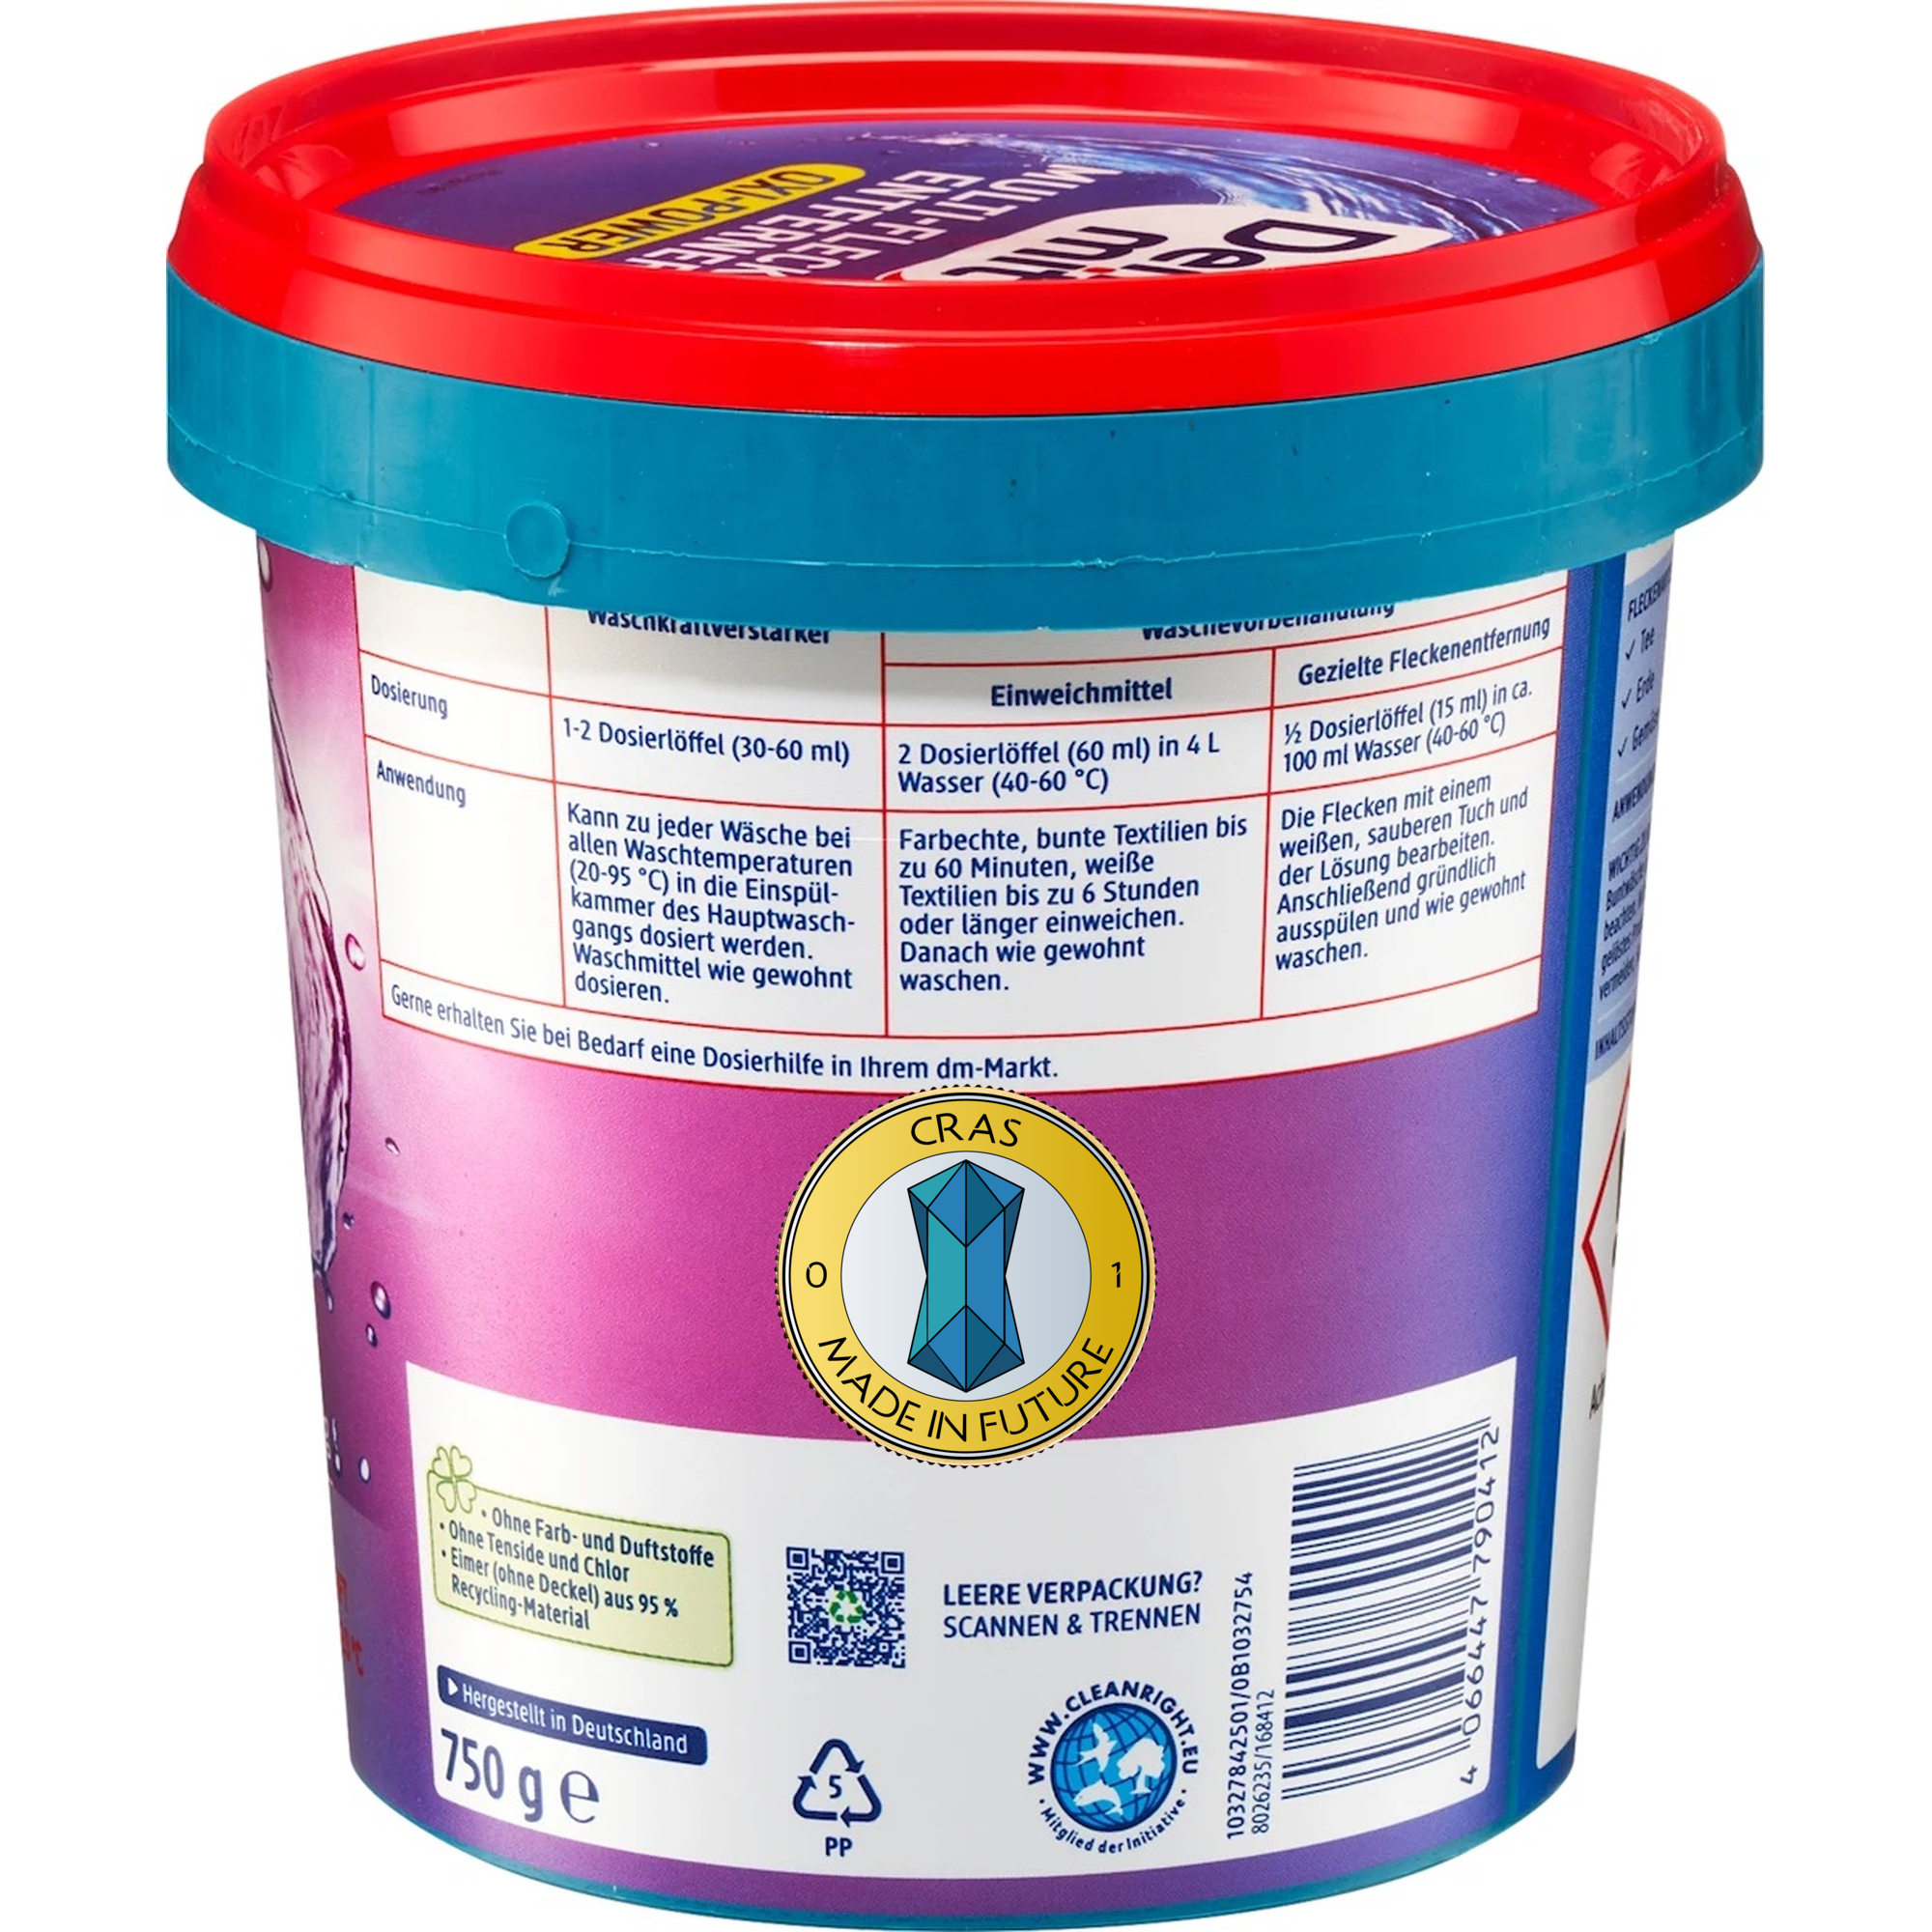 MULTI-FLECK
ENTFERNER
OXI-POWER
Waschkraftverstärker
Waschevorbehandlung
Einweichmittel
Gezielte Fleckenentfernung
Dosierung
1-2 Dosierlöffel (30-60 ml)
2 Dosierlöffel (60 ml) in 4 L
Wasser (40-60 °C)
½ Dosierlöffel (15 ml) in ca.
100 ml Wasser (40-60 °C)
Anwendung
Kann zu jeder Wäsche bei
allen Waschtemperaturen
(20-95 °C) in die Einspül-
kammer des Hauptwasch-
gangs dosiert werden.
Waschmittel wie gewohnt
dosieren.
Farbechte, bunte Textilien bis
zu 60 Minuten, weiße
Textilien bis zu 6 Stunden
oder länger einweichen.
Danach wie gewohnt
waschen.
Die Flecken mit einem
weißen, sauberen Tuch und
der Lösung bearbeiten.
Anschließend gründlich
ausspülen und wie gewohnt
waschen.
Gerne erhalten Sie bei Bedarf eine Dosierhilfe in Ihrem dm-Markt.
✓ Tee
✓ Erde
CRAS
0 1
MADE IN FUTURE
• Ohne Farb- und Duftstoffe
• Ohne Tenside und Chlor
• Eimer (ohne Deckel) aus 95 %
Recycling-Material
Hergestellt in Deutschland
750 g ℮
LEERE VERPACKUNG?
SCANNEN & TRENNEN
5
PP
WWW.CLEANRIGHT.EU
• Mitglied der Initiative •
10327842501/0B1032754
8026235/168412
4 066447 790412